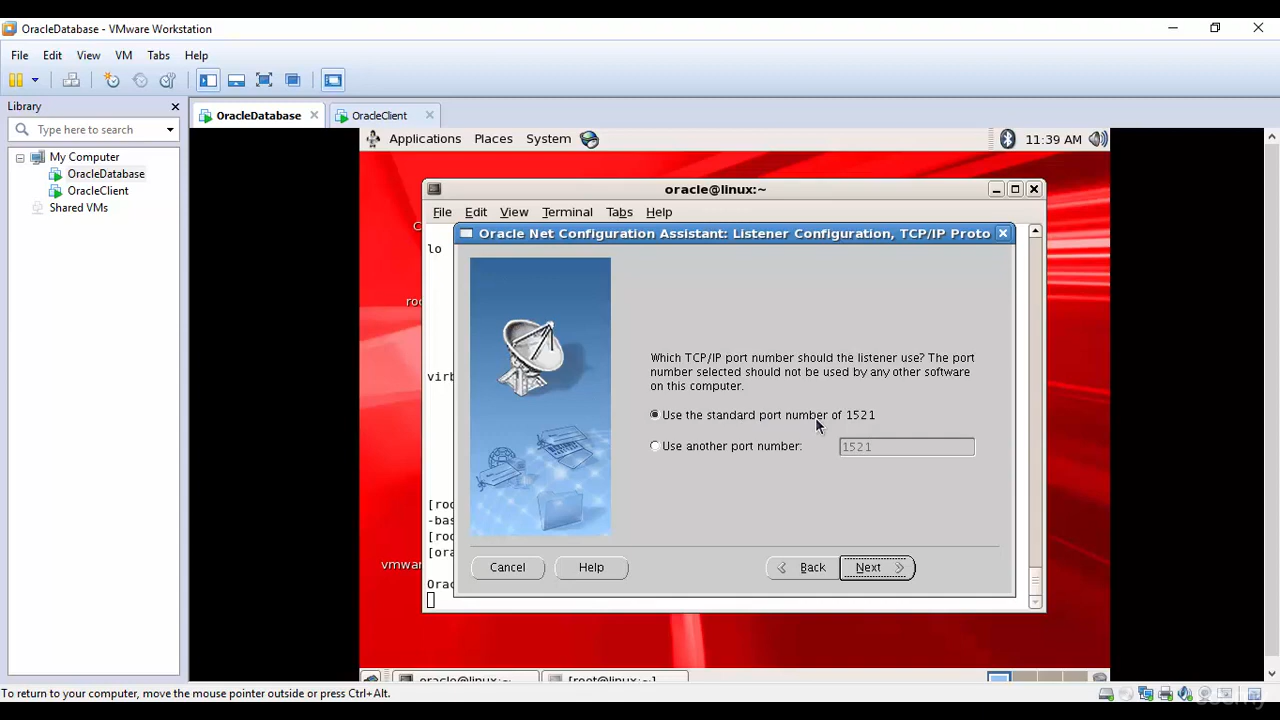 OracleDatabase - VMware Workstation
File Edit View VM Tabs Help
Library
Type here to search
My Computer
OracleDatabase
OracleClient
Shared VMs
OracleDatabase OracleClient
Applications Places System 11:39 AM
oracle@linux:~
File Edit View Terminal Tabs Help
Oracle Net Configuration Assistant: Listener Configuration, TCP/IP Proto
lo
virb
Which TCP/IP port number should the listener use? The port
number selected should not be used by any other software
on this computer.
Use the standard port number of 1521
Use another port number: 1521
[roo
-bas
[roo
[ora
Orac
Cancel Help Back Next
vmwar
oracle@linux:~ [root@linux:~]
To return to your computer, move the mouse pointer outside or press Ctrl+Alt.